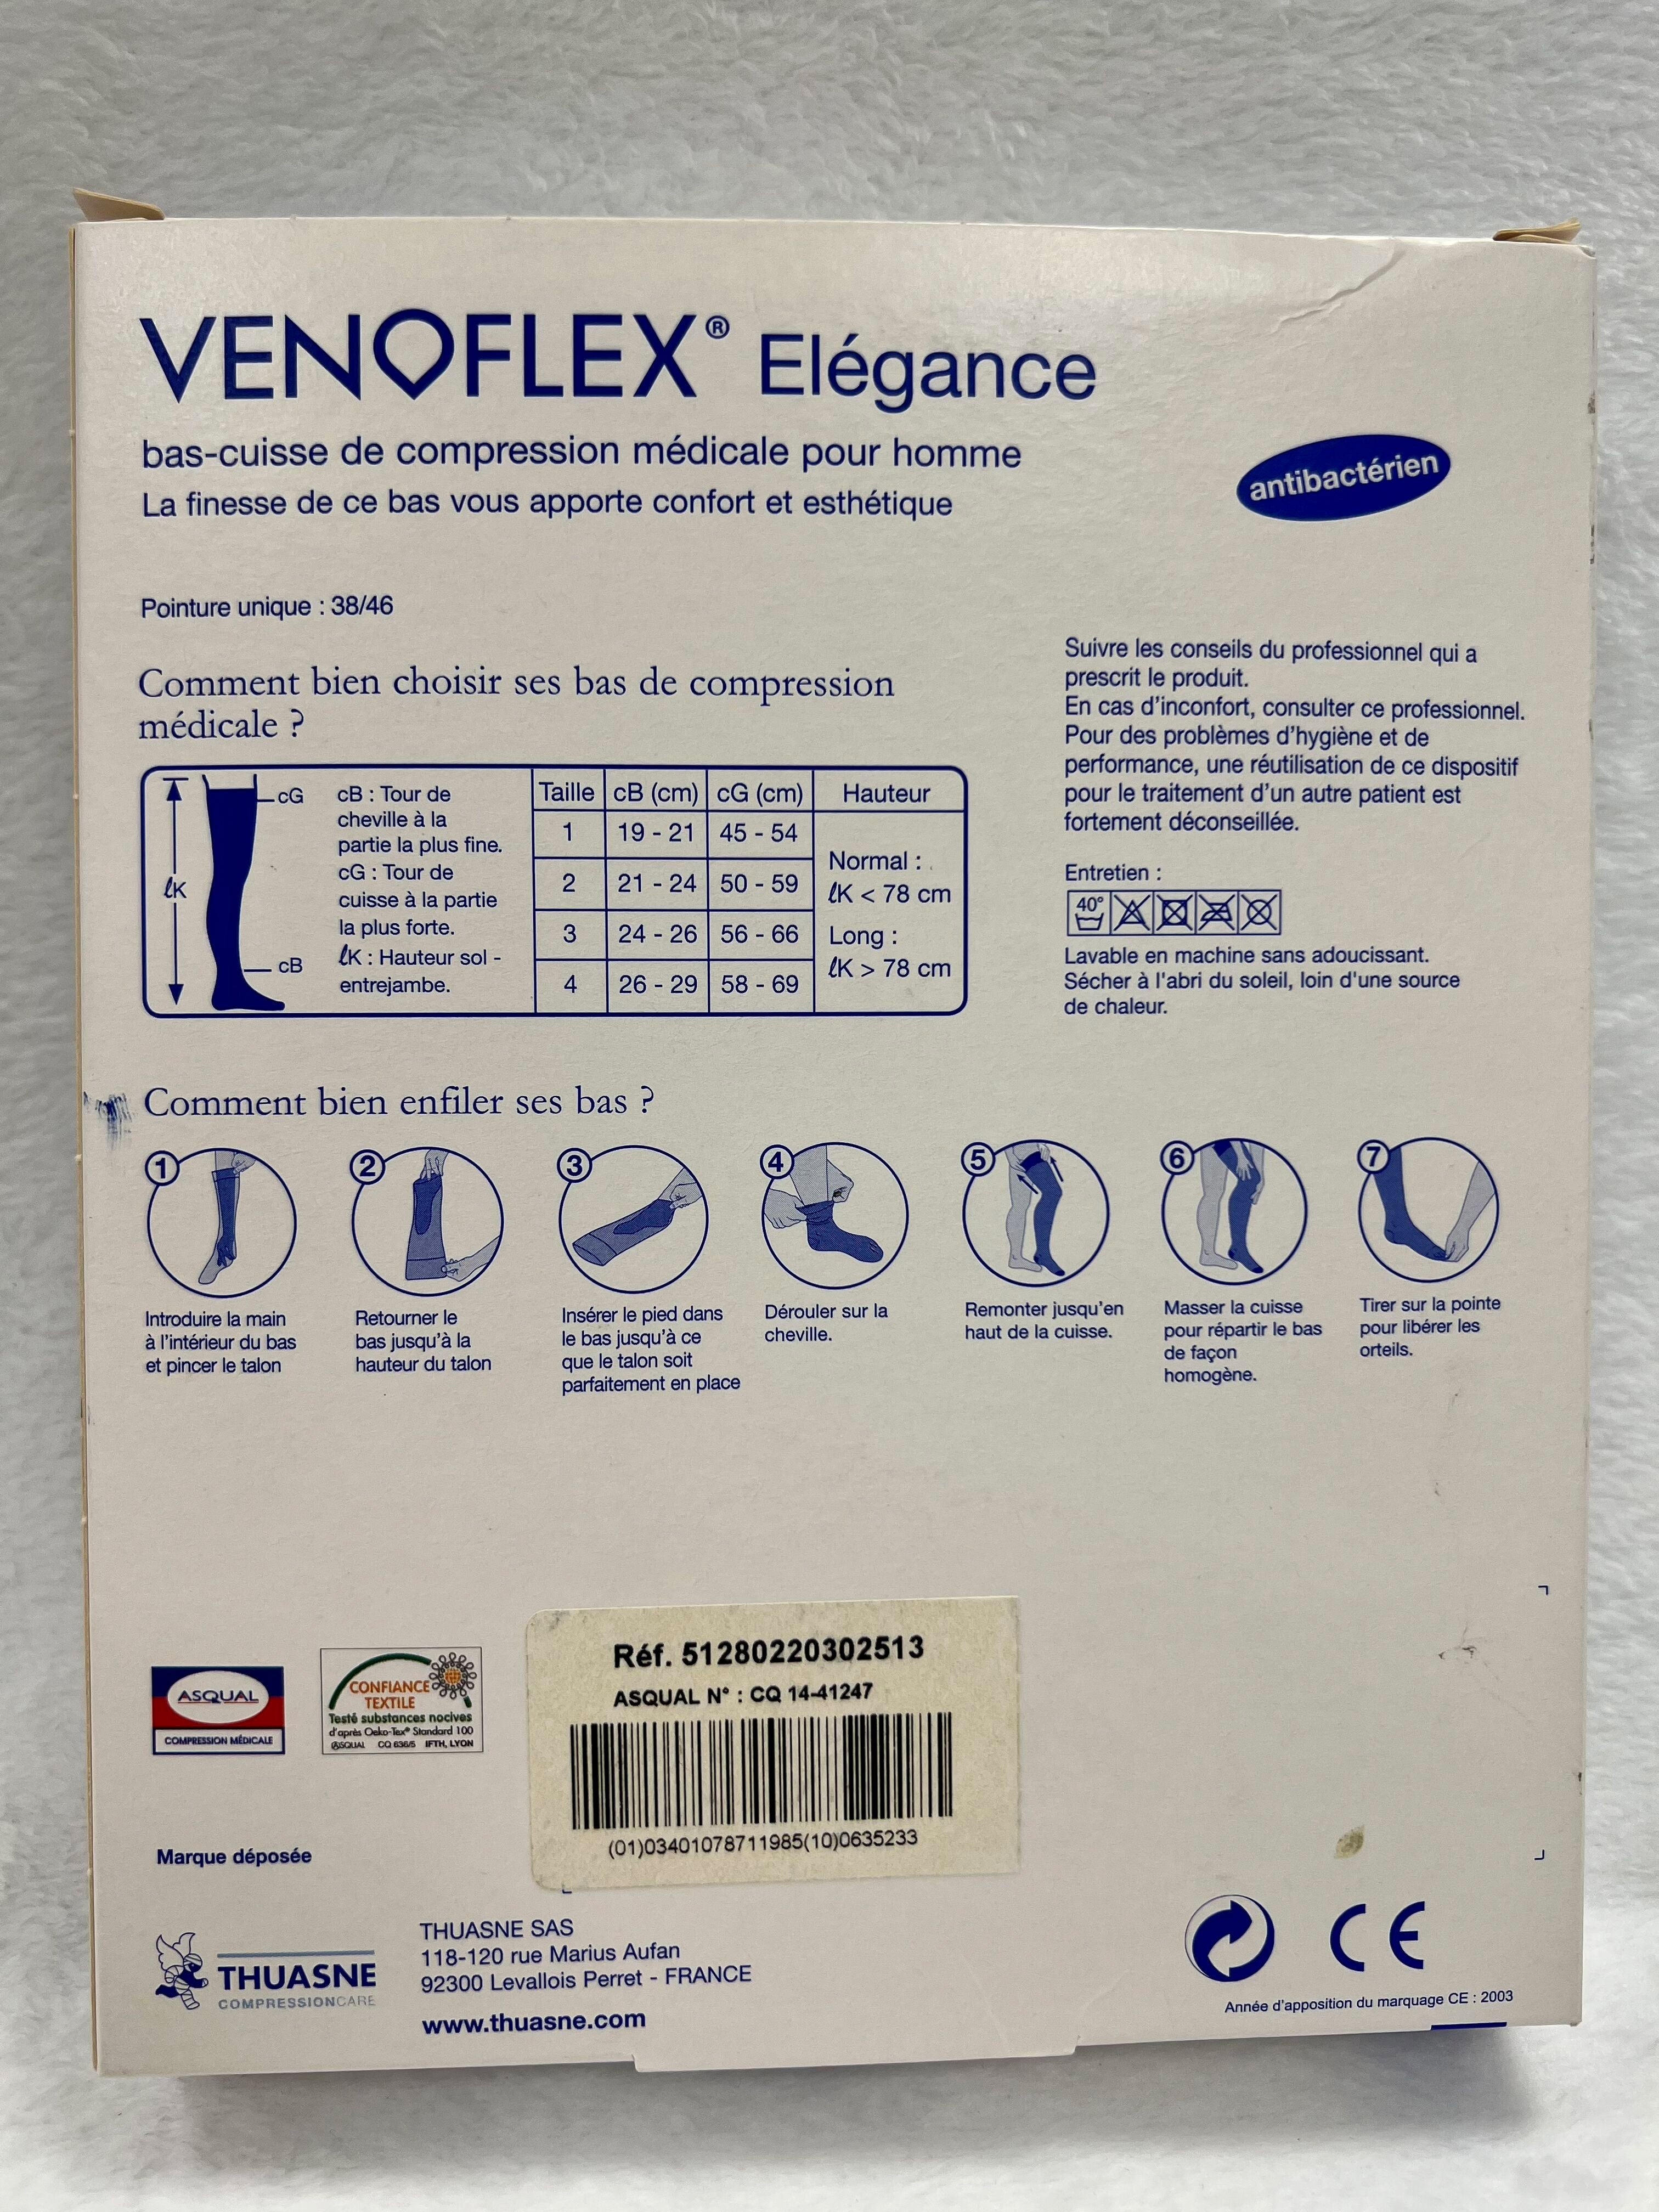 VENOFLEX® Elégance
bas-cuisse de compression médicale pour homme
La finesse de ce bas vous apporte confort et esthétique
antibactérien
Pointure unique : 38/46
Comment bien choisir ses bas de compression
médicale ?
cG
ℓK
cB
cB : Tour de
cheville à la
partie la plus fine.
cG : Tour de
cuisse à la partie
la plus forte.
ℓK : Hauteur sol -
entrejambe.
Taille cB (cm) cG (cm) Hauteur
1 19 - 21 45 - 54
2 21 - 24 50 - 59
3 24 - 26 56 - 66
4 26 - 29 58 - 69
Normal :
ℓK < 78 cm
Long :
ℓK > 78 cm
Suivre les conseils du professionnel qui a
prescrit le produit.
En cas d'inconfort, consulter ce professionnel.
Pour des problèmes d'hygiène et de
performance, une réutilisation de ce dispositif
pour le traitement d'un autre patient est
fortement déconseillée.
Entretien :
40°
Lavable en machine sans adoucissant.
Sécher à l'abri du soleil, loin d'une source
de chaleur.
Comment bien enfiler ses bas ?
1
Introduire la main
à l'intérieur du bas
et pincer le talon
2
Retourner le
bas jusqu'à la
hauteur du talon
3
Insérer le pied dans
le bas jusqu'à ce
que le talon soit
parfaitement en place
4
Dérouler sur la
cheville.
5
Remonter jusqu'en
haut de la cuisse.
6
Masser la cuisse
pour répartir le bas
de façon
homogène.
7
Tirer sur la pointe
pour libérer les
orteils.
ASQUAL
COMPRESSION MÉDICALE
CONFIANCE
TEXTILE
Testé substances nocives
d'après Oeko-Tex® Standard 100
ASQUAL CQ 636/5 IFTH, LYON
Réf. 51280220302513
ASQUAL N° : CQ 14-41247
(01)03401078711985(10)0635233
Marque déposée
THUASNE
COMPRESSIONCARE
THUASNE SAS
118-120 rue Marius Aufan
92300 Levallois Perret - FRANCE
www.thuasne.com
CE
Année d'apposition du marquage CE : 2003